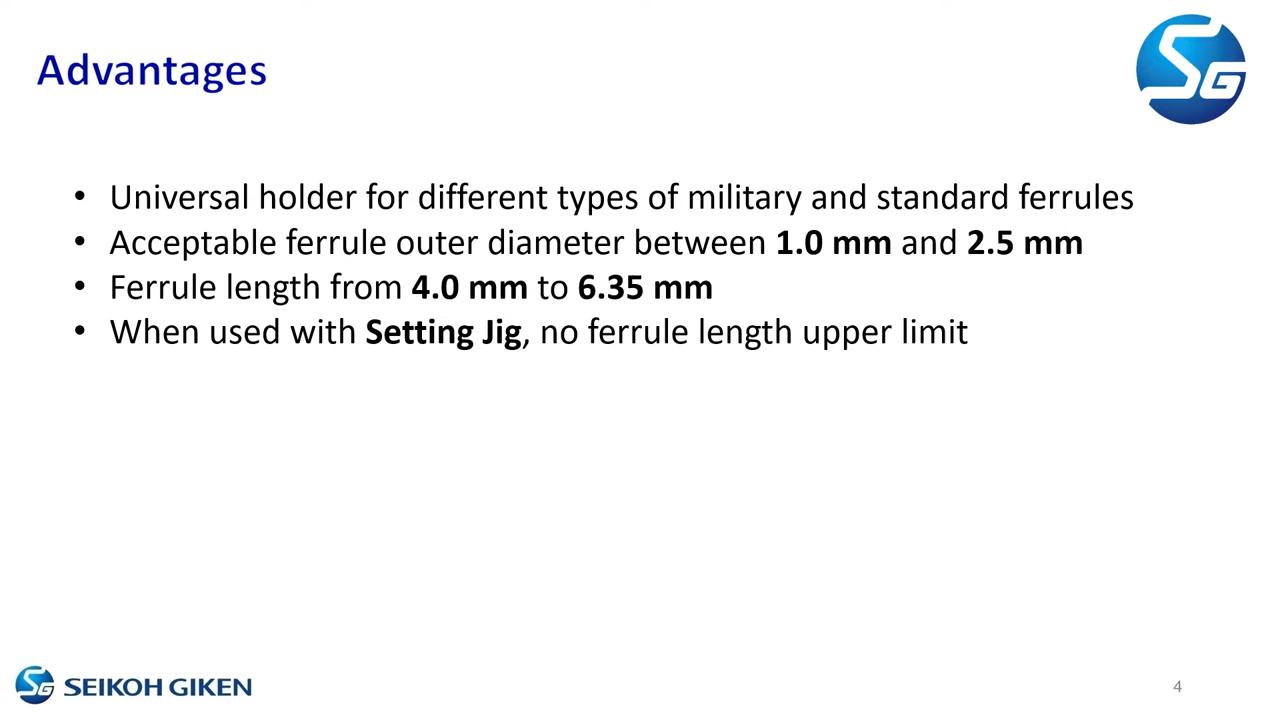 Advantages
SG
• Universal holder for different types of military and standard ferrules
• Acceptable ferrule outer diameter between 1.0 mm and 2.5 mm
• Ferrule length from 4.0 mm to 6.35 mm
• When used with Setting Jig, no ferrule length upper limit
SG SEIKOH GIKEN
4